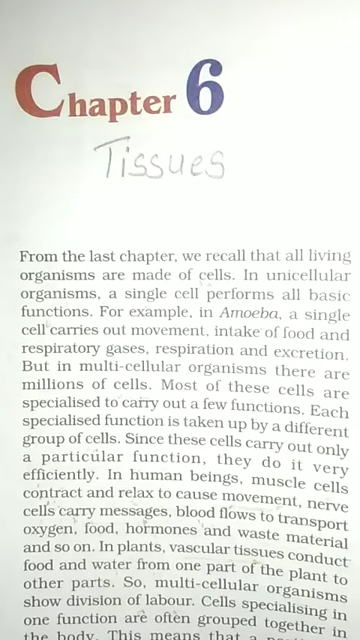 Chapter 6
Tissues
From the last chapter, we recall that all living
organisms are made of cells. In unicellular
organisms, a single cell performs all basic
functions. For example, in Amoeba, a single
cell carries out movement, intake of food and
respiratory gases, respiration and excretion.
But in multi-cellular organisms there are
millions of cells. Most of these cells are
specialised to carry out a few functions. Each
specialised function is taken up by a different
group of cells. Since these cells carry out only
a particular function, they do it very
efficiently. In human beings, muscle cells
contract and relax to cause movement, nerve
cells carry messages, blood flows to transport
oxygen, food, hormones and waste material
and so on. In plants, vascular tissues conduct
food and water from one part of the plant to
other parts. So, multi-cellular organisms
show division of labour. Cells specialising in
one function are often grouped together in
the body. This means that a